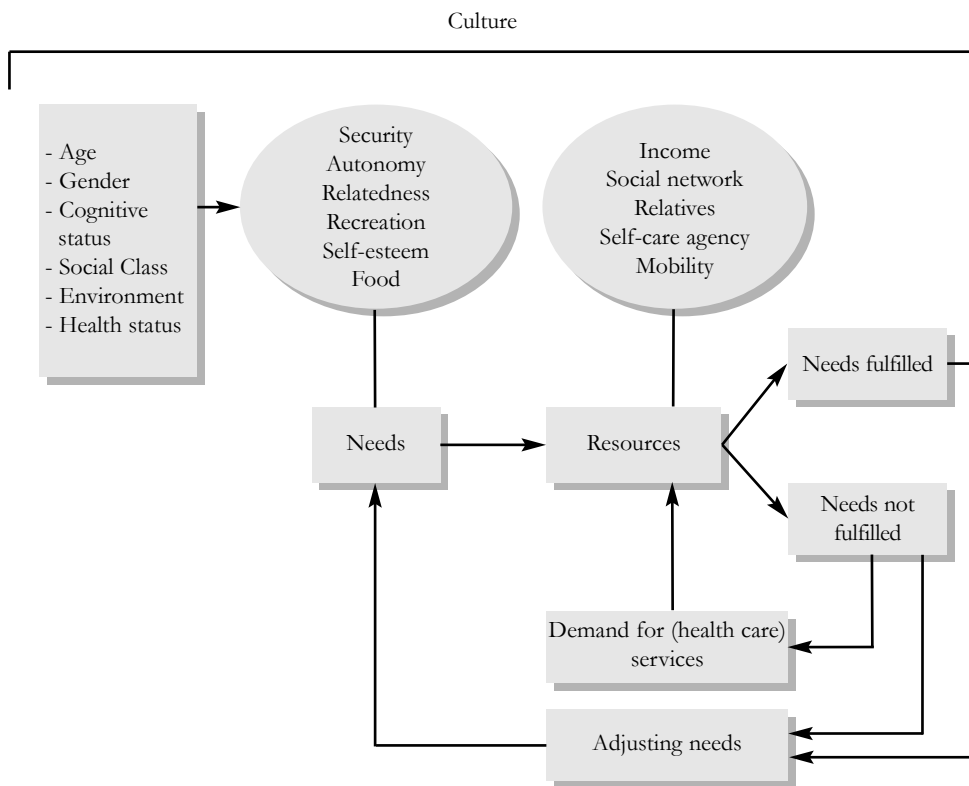 Culture
- Age
- Gender
- Cognitive
status
- Social Class
- Environment
- Health status
Security
Autonomy
Relatedness
Recreation
Self-esteem
Food
Income
Social network
Relatives
Self-care agency
Mobility
Needs
Resources
Needs fulfilled
Needs not
fulfilled
Demand for (health care)
services
Adjusting needs